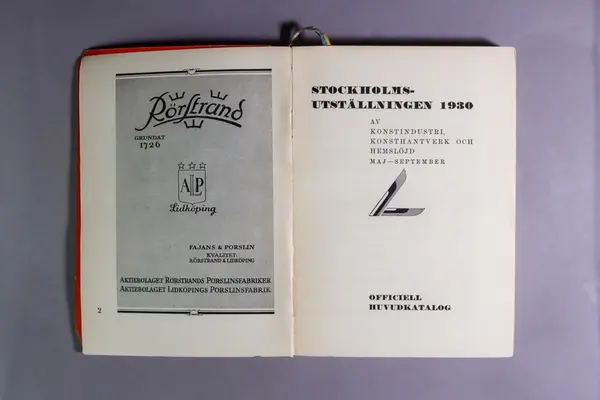 Rörstrand
GRUNDAT
1726
ALP
Lidköping
FAJANS & PORSLIN
KVALITET:
RÖRSTRAND & LIDKÖPING
AKTIEBOLAGET RÖRSTRANDS PORSLINSFABRIKER
AKTIEBOLAGET LIDKÖPINGS PORSLINSFABRIK
2
STOCKHOLMS-
UTSTÄLLNINGEN 1930
AV
KONSTINDUSTRI,
KONSTHANTVERK OCH
HEMSLÖJD
MAJ—SEPTEMBER
OFFICIELL
HUVUDKATALOG